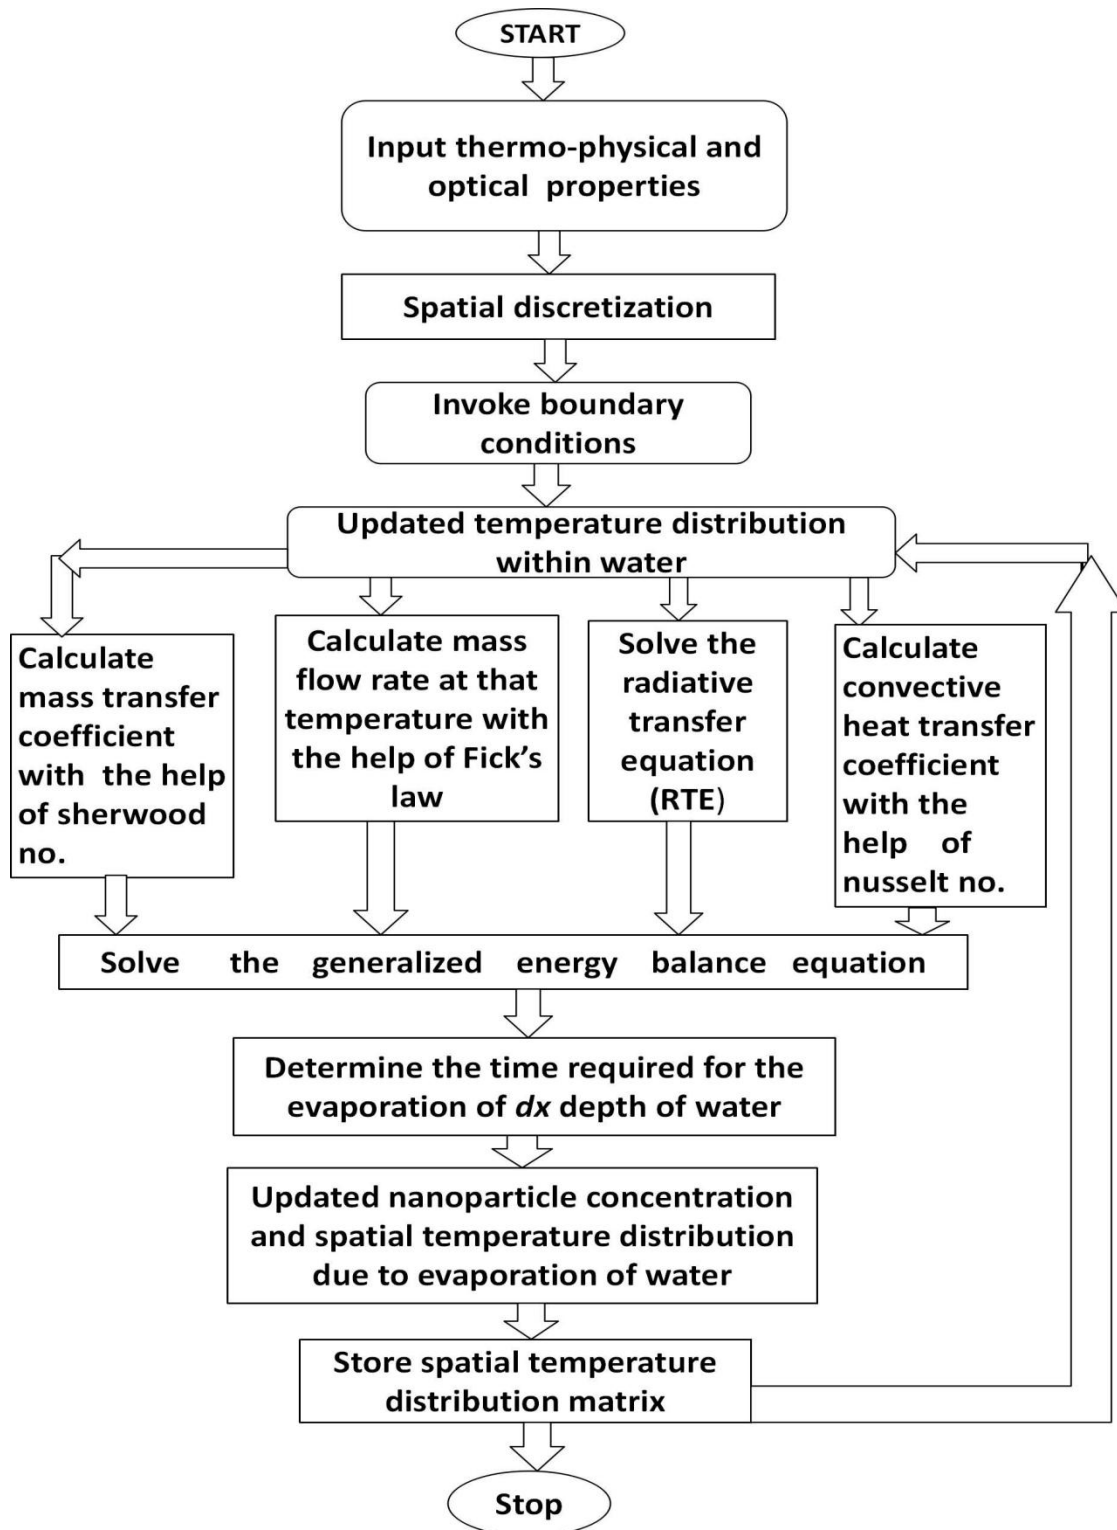 START
Input thermo-physical and
optical properties
Spatial discretization
Invoke boundary
conditions
Updated temperature distribution
within water
Calculate
mass transfer
coefficient
with the help
of sherwood
no.
Calculate mass
flow rate at that
temperature with
the help of Fick’s
law
Solve the
radiative
transfer
equation
(RTE)
Calculate
convective
heat transfer
coefficient
with the
help of
nusselt no.
Solve the generalized energy balance equation
Determine the time required for the
evaporation of dx depth of water
Updated nanoparticle concentration
and spatial temperature distribution
due to evaporation of water
Store spatial temperature
distribution matrix
Stop